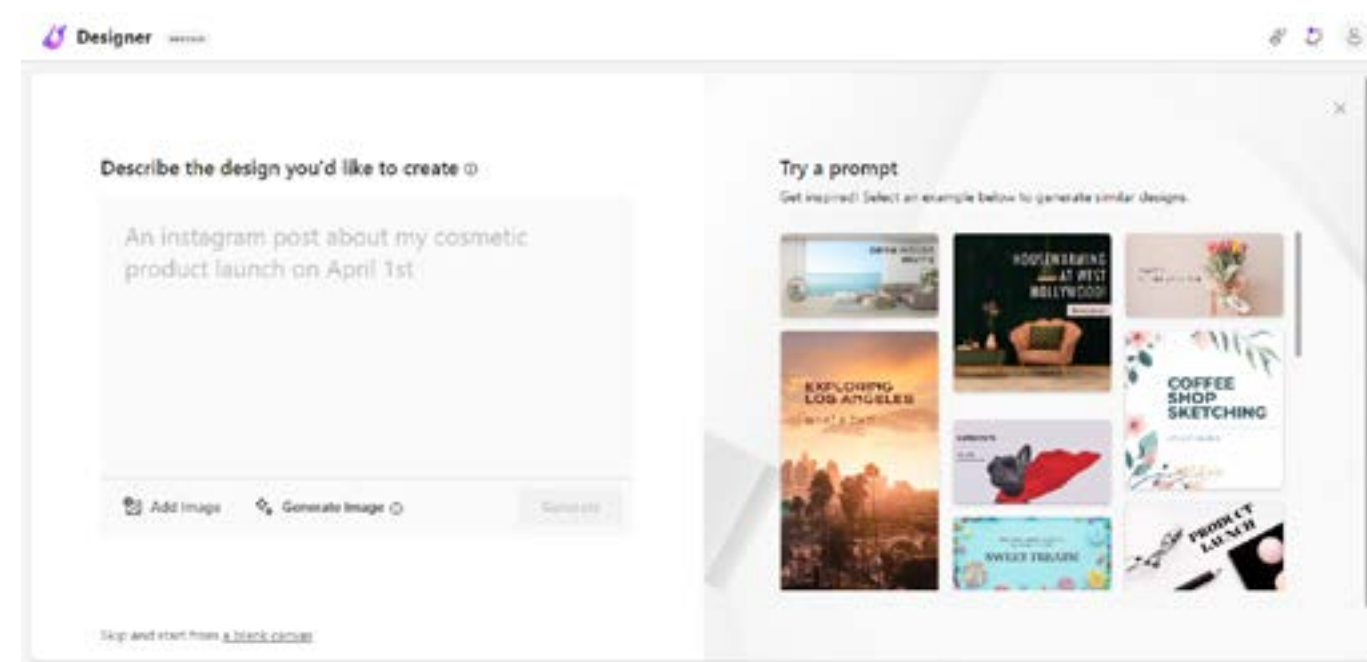 Designer
Describe the design you'd like to create
An instagram post about my cosmetic
product launch on April 1st
Add Image
Generate Image
Generate
Skip and start from a blank canvas
Try a prompt
Get inspired! Select an example below to generate similar designs.
HOUSEWARMING
AT WEST
HOLLYWOOD!
EXPLORING
LOS ANGELES
COFFEE
SHOP
SKETCHING
SWEET TREATS
PRODUCT
LAUNCH